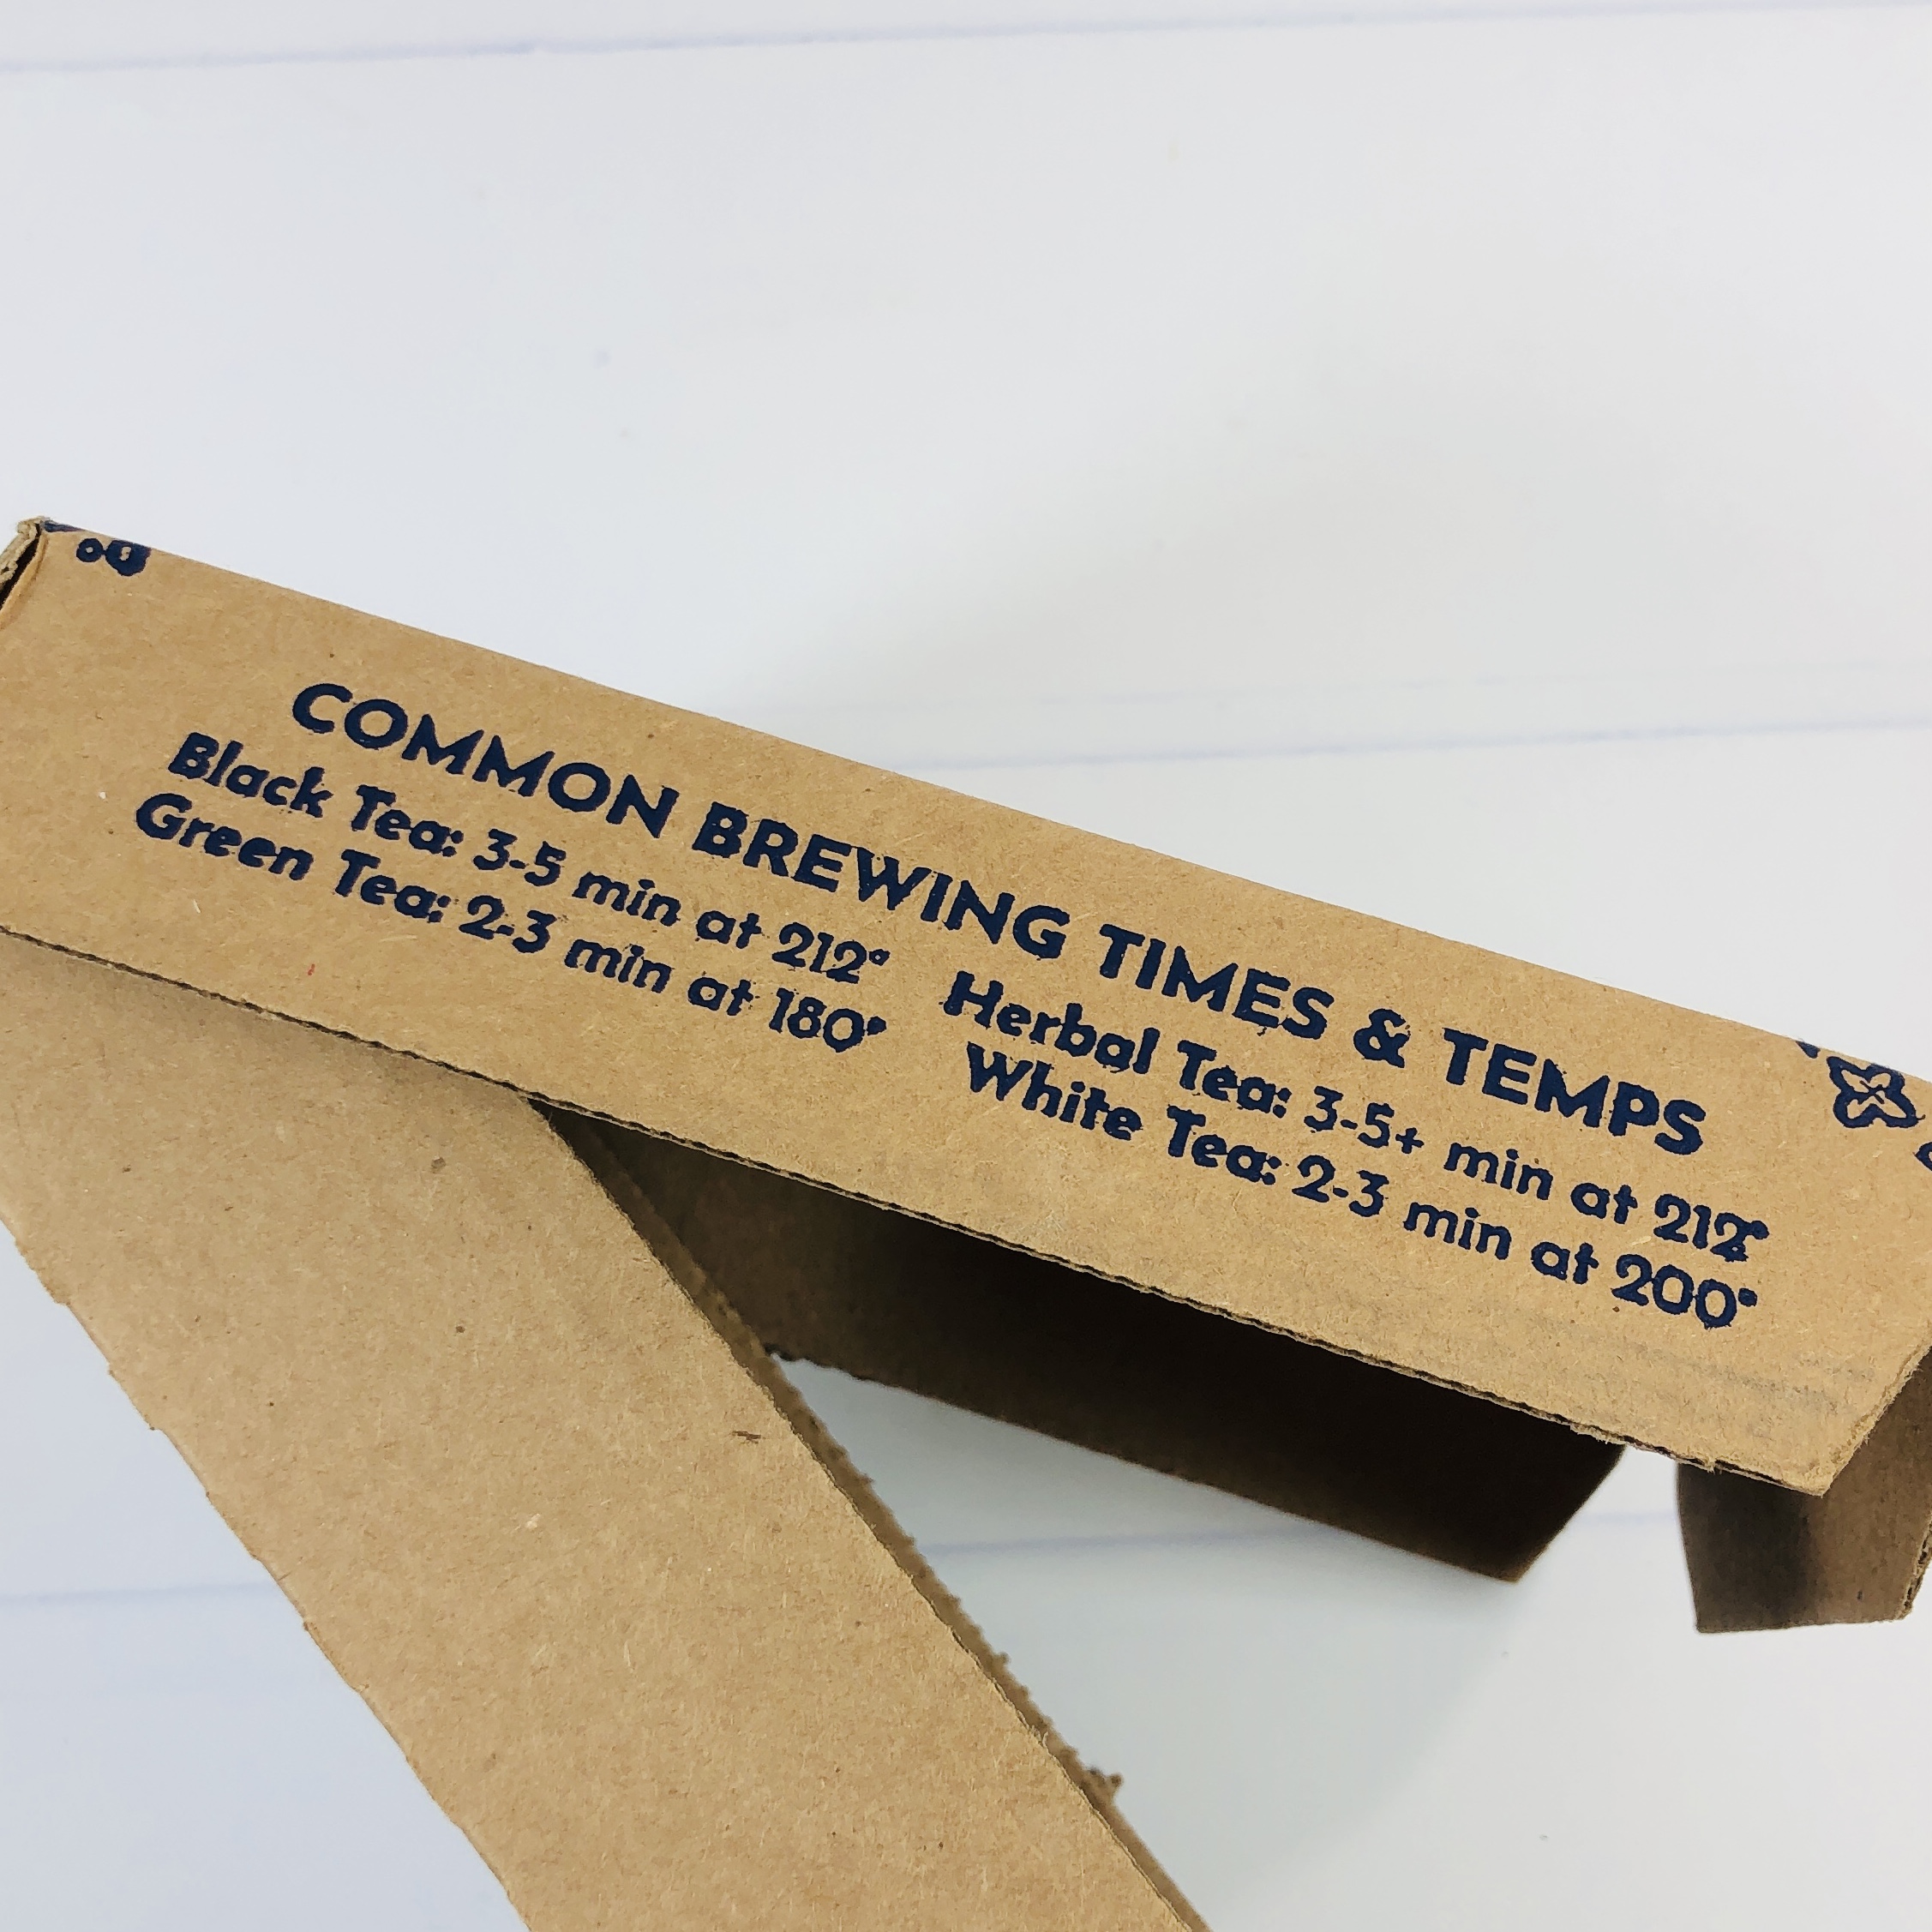 COMMON BREWING TIMES & TEMPS
Black Tea: 3-5 min at 212° Herbal Tea: 3-5+ min at 212°
Green Tea: 2-3 min at 180° White Tea: 2-3 min at 200°